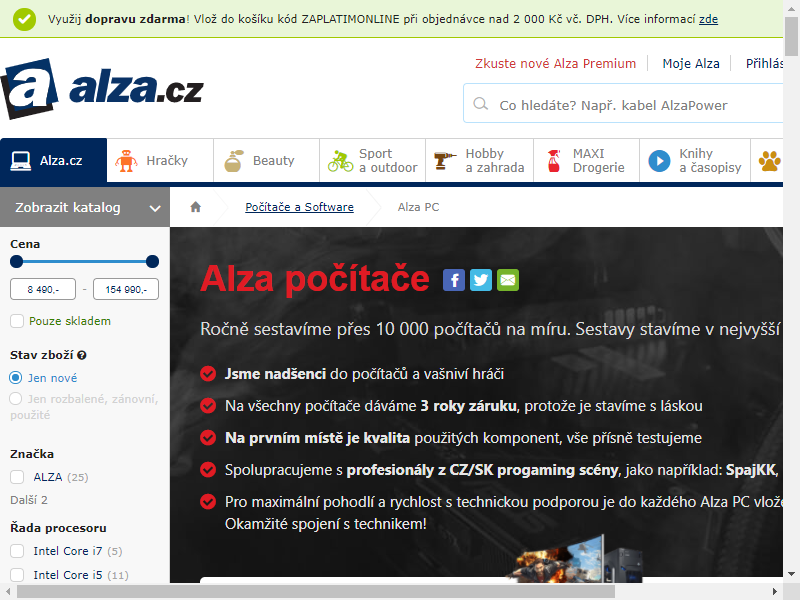 Využij dopravu zdarma! Vlož do košíku kód ZAPLATIMONLINE při objednávce nad 2 000 Kč vč. DPH. Více informací zde
Zkuste nové Alza Premium
Moje Alza
Přihlás
a alza.cz
Co hledáte? Např. kabel AlzaPower
Alza.cz
Hračky
Beauty
Sport
a outdoor
Hobby
a zahrada
MAXI
Drogerie
Knihy
a časopisy
Zobrazit katalog
Počítače a Software
Alza PC
Cena
8 490,- - 154 990,-
Pouze skladem
Stav zboží ?
Jen nové
Jen rozbalené, zánovní,
použité
Značka
ALZA (25)
Další 2
Řada procesoru
Intel Core i7 (5)
Intel Core i5 (11)
Alza počítače
Ročně sestavíme přes 10 000 počítačů na míru. Sestavy stavíme v nejvyšší
Jsme nadšenci do počítačů a vašniví hráči
Na všechny počítače dáváme 3 roky záruku, protože je stavíme s láskou
Na prvním místě je kvalita použitých komponent, vše přísně testujeme
Spolupracujeme s profesionály z CZ/SK progaming scény, jako například: SpajKK,
Pro maximální pohodlí a rychlost s technickou podporou je do každého Alza PC vlože
Okamžité spojení s technikem!